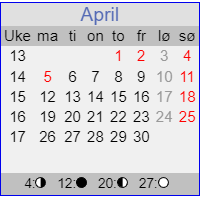 April
Uke ma ti on to fr lø sø
13 1 2 3 4
14 5 6 7 8 9 10 11
15 12 13 14 15 16 17 18
16 19 20 21 22 23 24 25
17 26 27 28 29 30
4: 12: 20: 27: